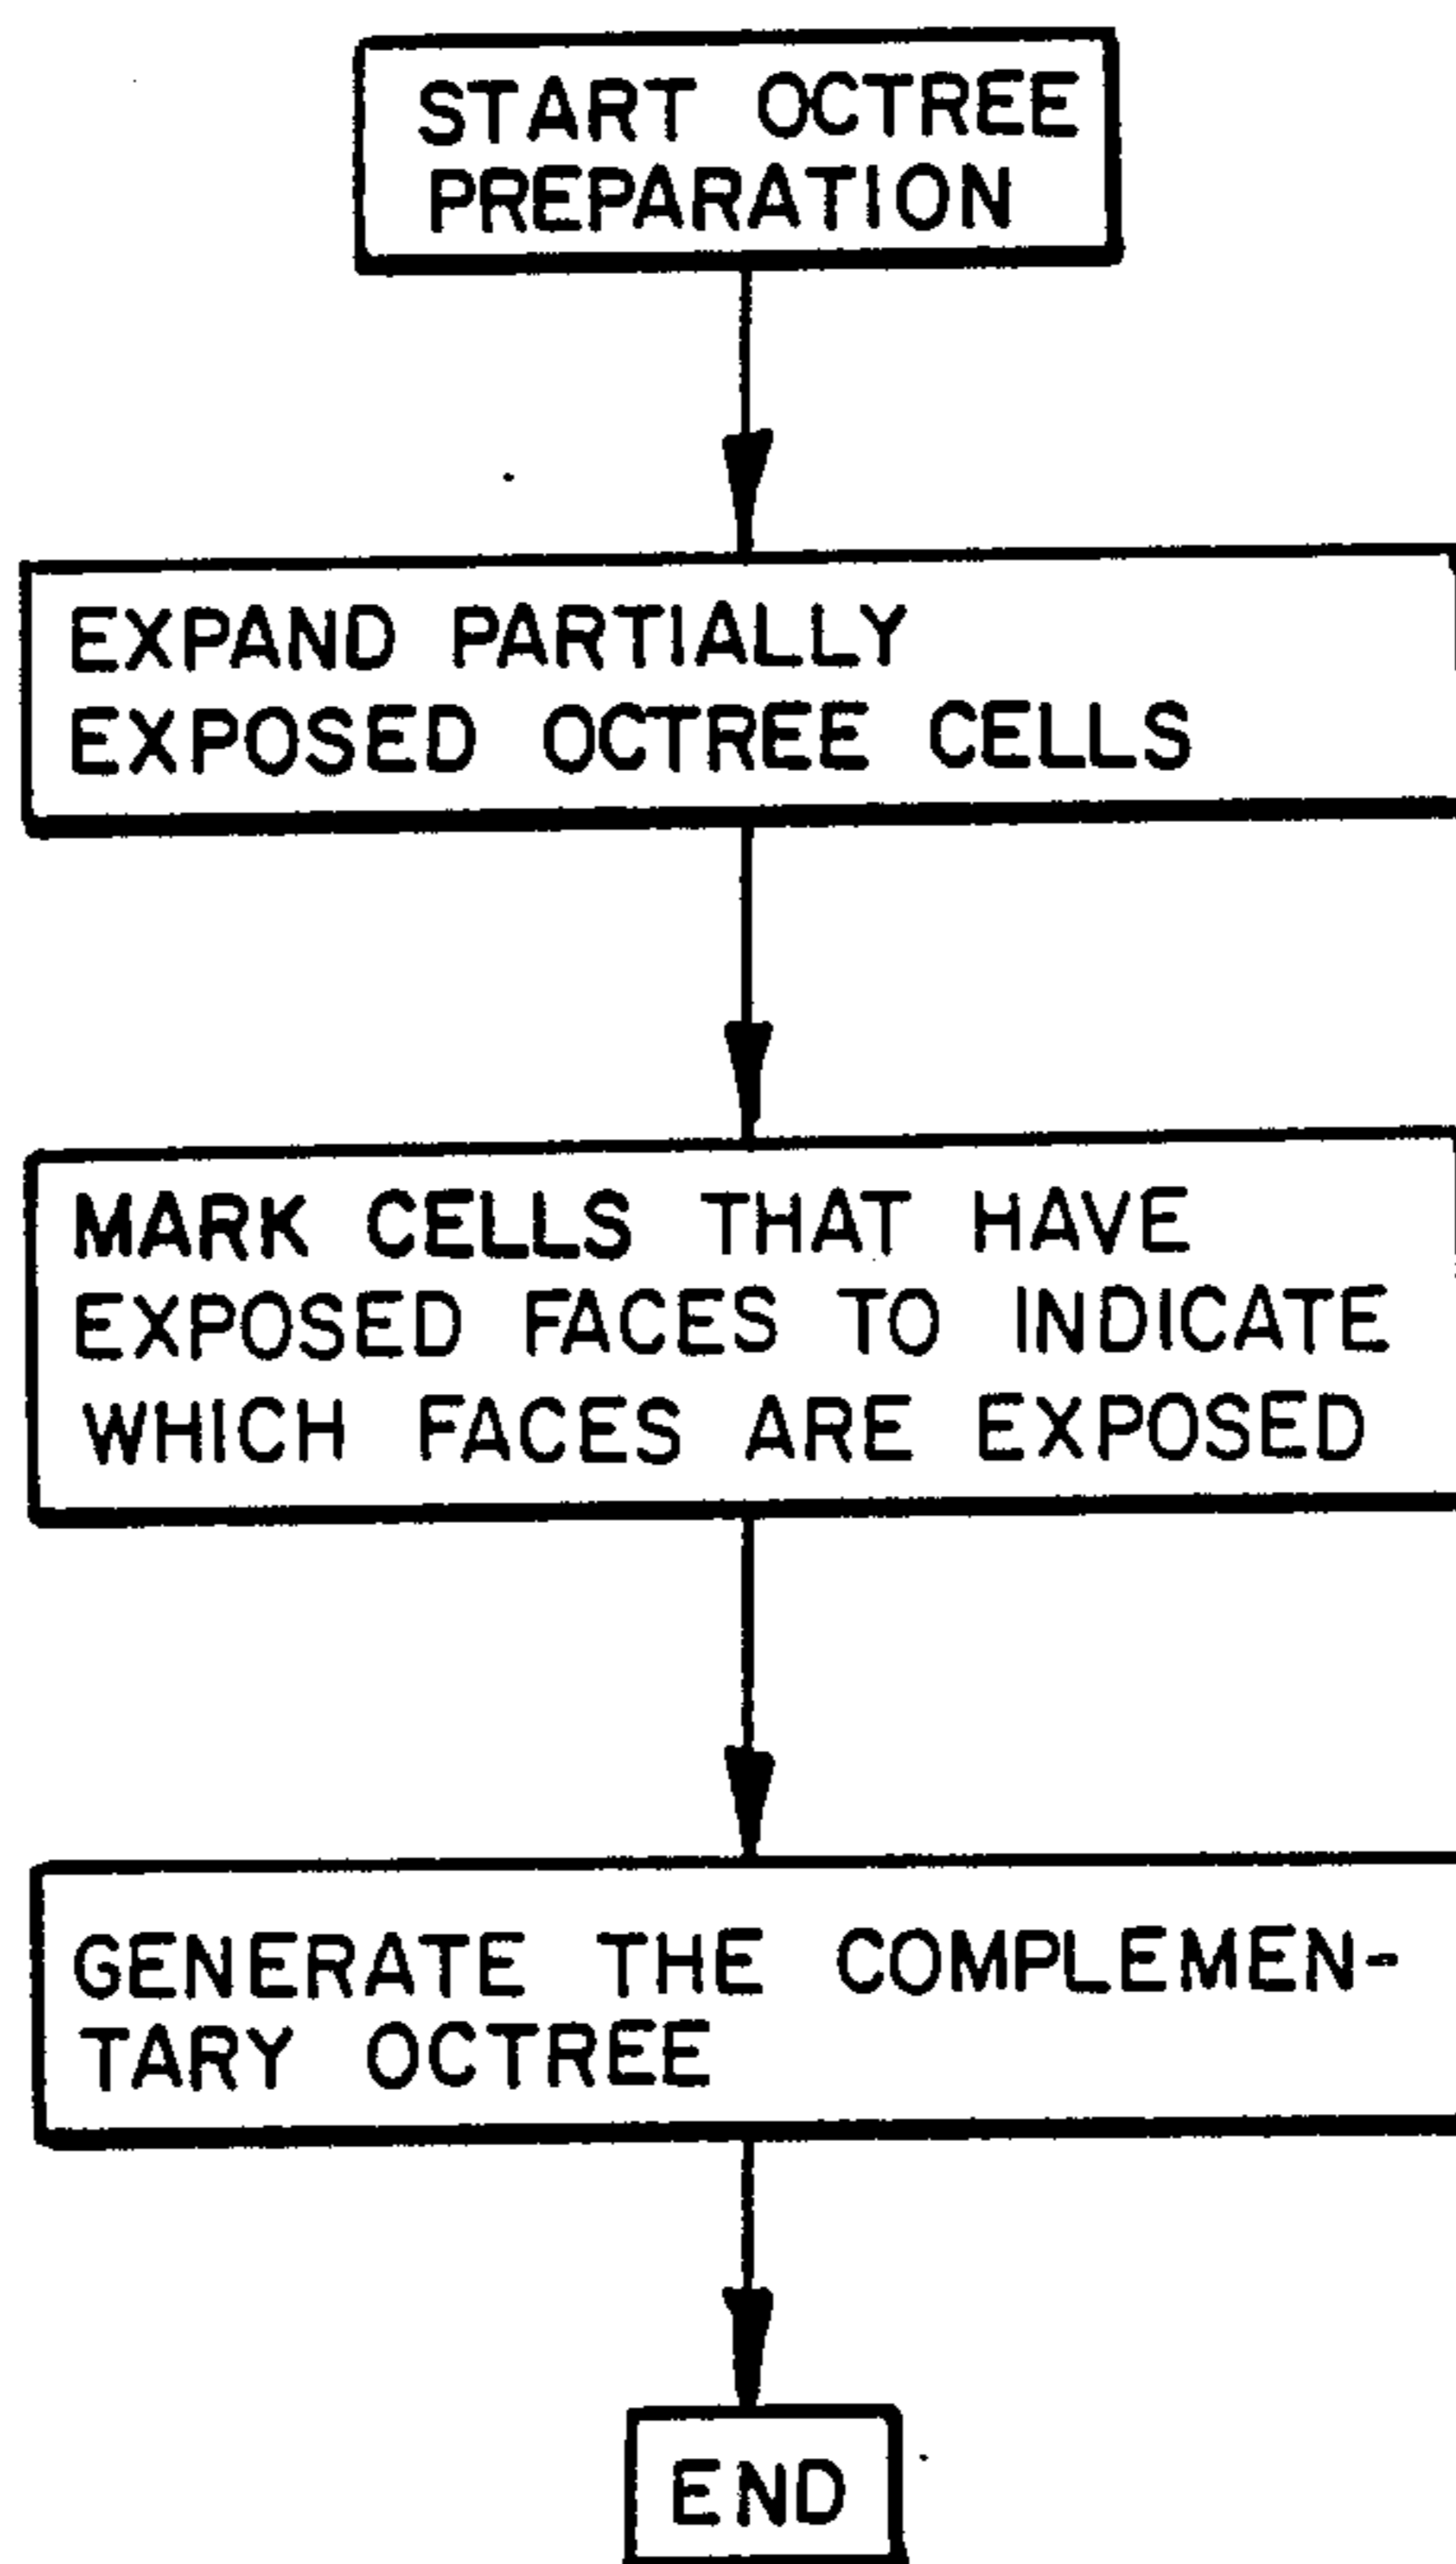 START OCTREE
PREPARATION
EXPAND PARTIALLY
EXPOSED OCTREE CELLS
MARK CELLS THAT HAVE
EXPOSED FACES TO INDICATE
WHICH FACES ARE EXPOSED
GENERATE THE COMPLEMEN-
TARY OCTREE
END